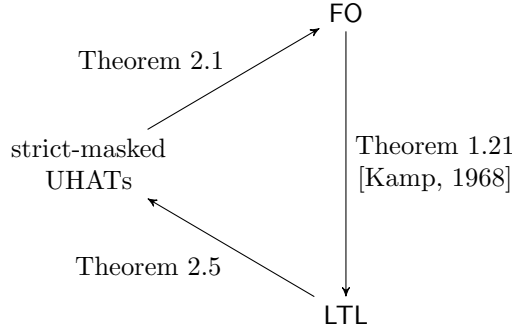 FO
Theorem 2.1
strict-masked
UHATs
Theorem 1.21
[Kamp, 1968]
Theorem 2.5
LTL